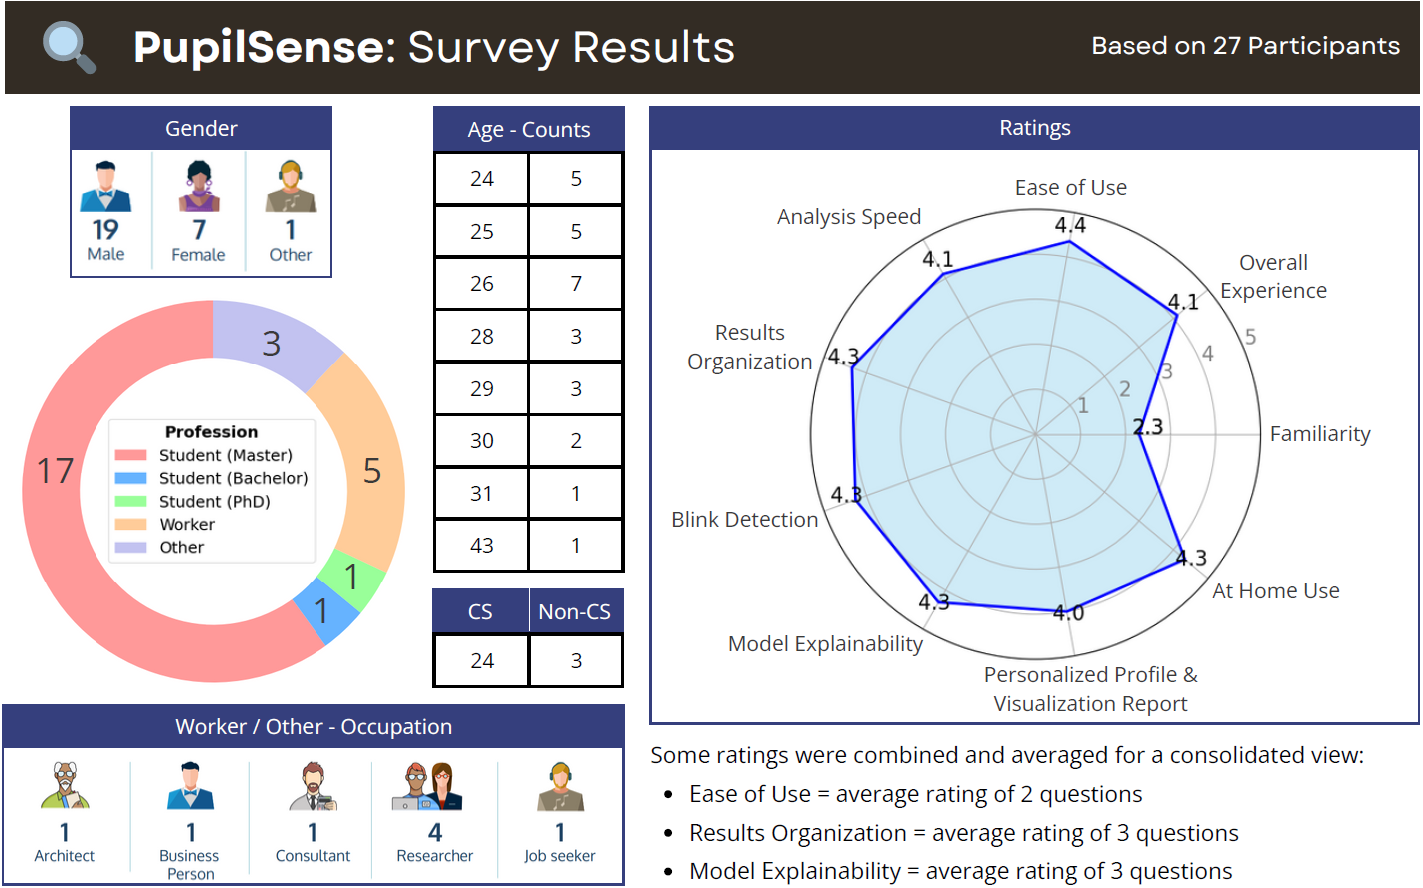 PupilSense: Survey Results
Based on 27 Participants
Gender
19
Male
7
Female
1
Other
3
5
1
1
17
Profession
Student (Master)
Student (Bachelor)
Student (PhD)
Worker
Other
Age - Counts
24 5
25 5
26 7
28 3
29 3
30 2
31 1
43 1
CS Non-CS
24 3
Worker / Other - Occupation
1
Architect
1
Business
Person
1
Consultant
4
Researcher
1
Job seeker
Ratings
Ease of Use
4.4
Analysis Speed
4.1
Overall
Experience
4.1
Results
Organization
4.3
1
2
3
4
5
Familiarity
2.3
Blink Detection
4.3
At Home Use
4.3
Model Explainability
4.3
Personalized Profile &
Visualization Report
4.0
Some ratings were combined and averaged for a consolidated view:
• Ease of Use = average rating of 2 questions
• Results Organization = average rating of 3 questions
• Model Explainability = average rating of 3 questions